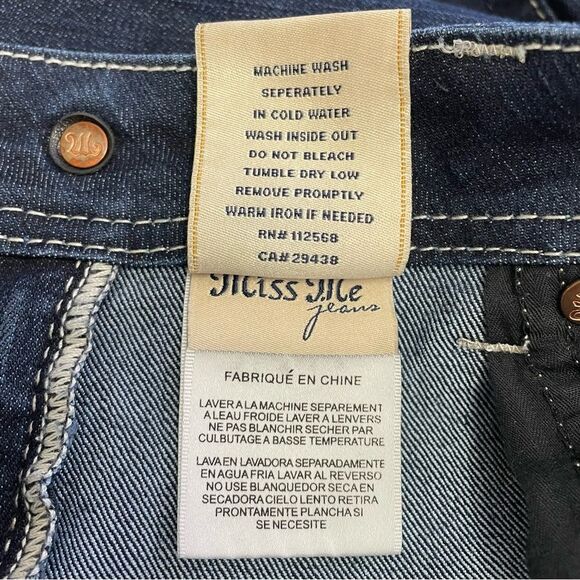 MACHINE WASH
SEPERATELY
IN COLD WATER
WASH INSIDE OUT
DO NOT BLEACH
TUMBLE DRY LOW
REMOVE PROMPTLY
WARM IRON IF NEEDED
RN# 112568
CA# 29438
Miss Me
jeans
FABRIQUÉ EN CHINE
LAVER A LA MACHINE SEPAREMENT
A LEAU FROIDE LAVER A LENVERS
NE PAS BLANCHIR SECHER PAR
CULBUTAGE A BASSE TEMPERATURE
LAVA EN LAVADORA SEPARADAMENTE
EN AGUA FRIA LAVAR AL REVERSO
NO USE BLANQUEDOR SECA EN
SECADORA CIELO LENTO RETIRA
PRONTAMENTE PLANCHA SI
SE NECESITE